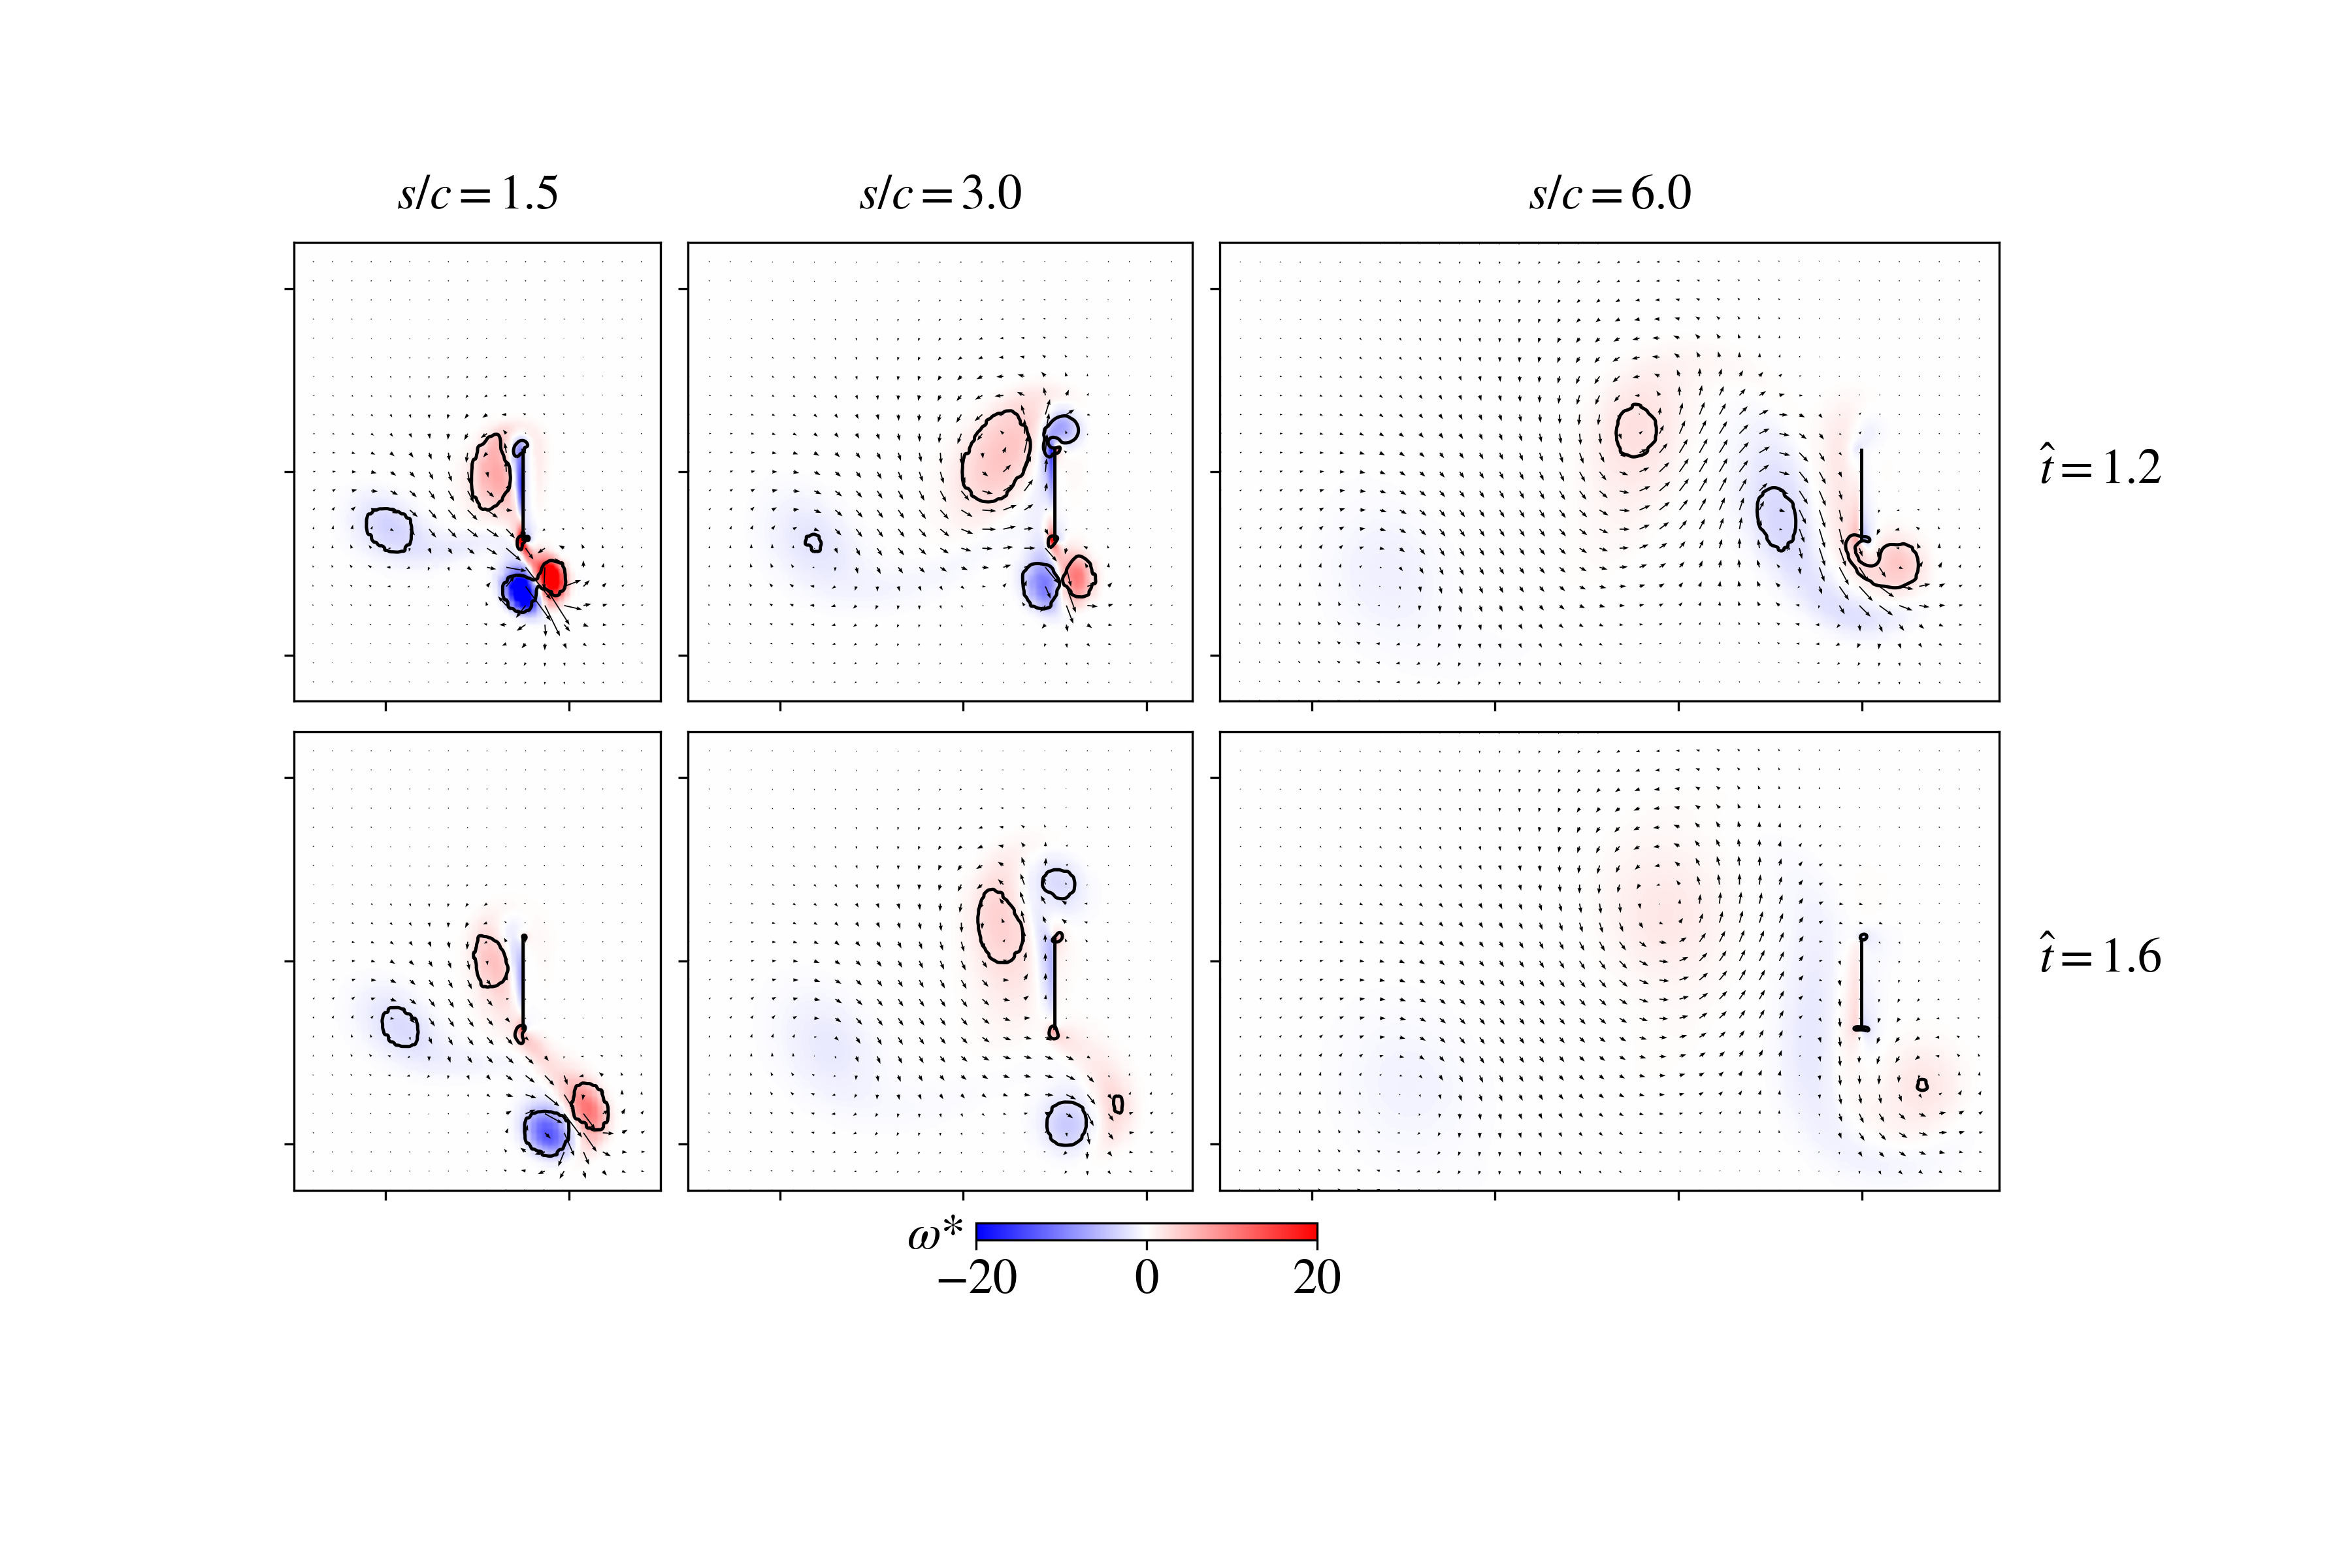 s/c = 1.5 s/c = 3.0 s/c = 6.0
t̂ = 1.2
t̂ = 1.6
ω*
−20 0 20